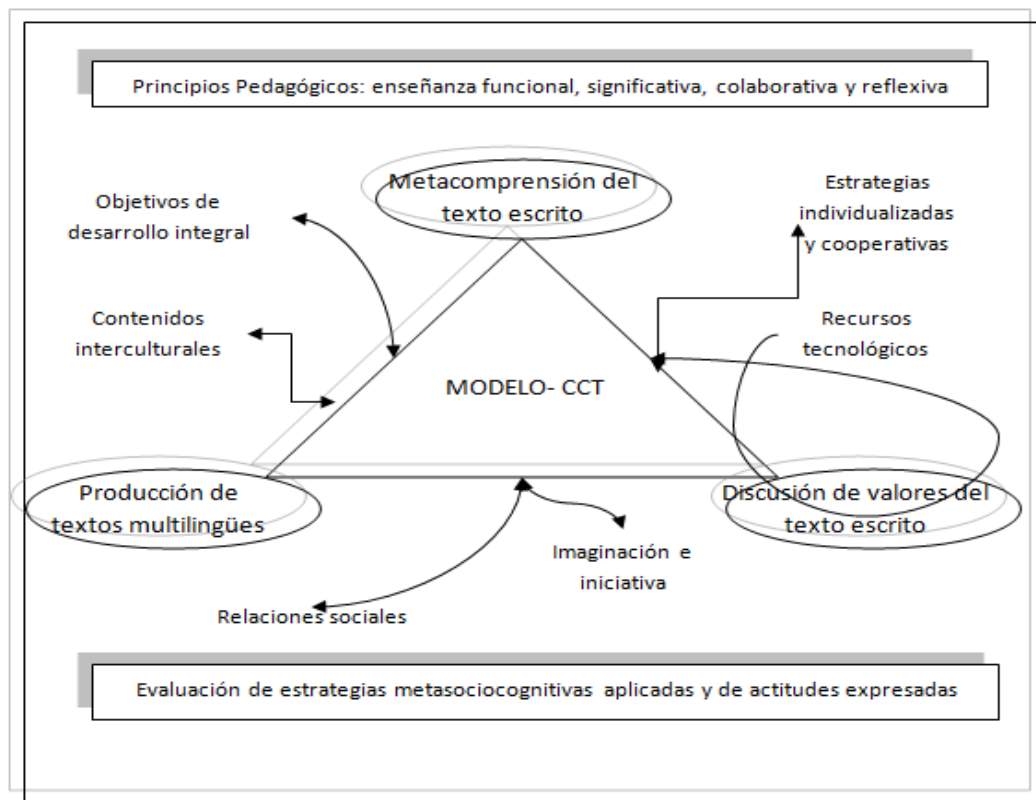 Principios Pedagógicos: enseñanza funcional, significativa, colaborativa y reflexiva
Metacomprensión del
texto escrito
Objetivos de
desarrollo integral
Estrategias
individualizadas
y cooperativas
Contenidos
interculturales
Recursos
tecnológicos
MODELO- CCT
Producción de
textos multilingües
Discusión de valores del
texto escrito
Imaginación e
iniciativa
Relaciones sociales
Evaluación de estrategias metasociocognitivas aplicadas y de actitudes expresadas